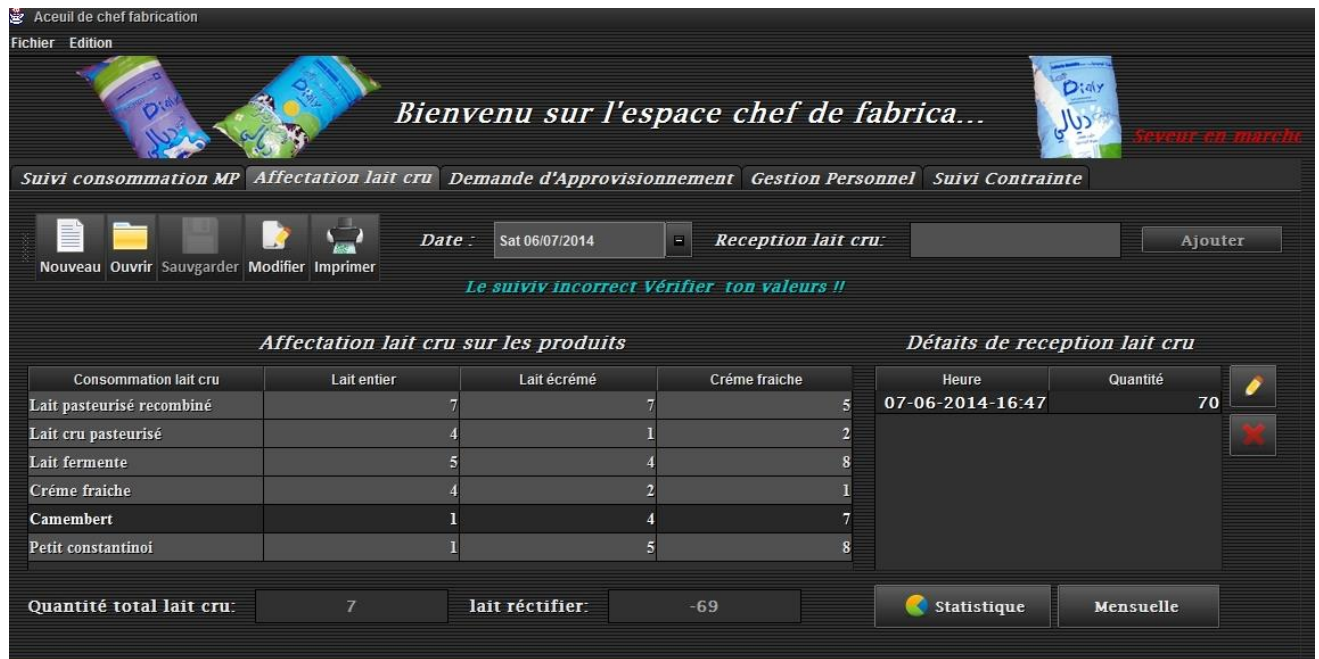 Aceuil de chef fabrication
Fichier Edition
Dialy
ديالي
Bienvenu sur l'espace chef de fabrica...
Lait
Dialy
ديالي
Seveur en marche
Suivi consommation MP Affectation lait cru Demande d'Approvisionnement Gestion Personnel Suivi Contrainte
Nouveau Ouvrir Sauvgarder Modifier Imprimer
Date : Sat 06/07/2014 Reception lait cru: Ajouter
Le suiviv incorrect Vérifier ton valeurs !!
Affectation lait cru sur les produits
Détaits de reception lait cru
Consommation lait cru Lait entier Lait écrémé Créme fraiche
Lait pasteurisé recombiné 7 7 5
Lait cru pasteurisé 4 1 2
Lait fermente 5 4 8
Créme fraiche 4 2 1
Camembert 1 4 7
Petit constantinoi 1 5 8
Heure Quantité
07-06-2014-16:47 70
Quantité total lait cru: 7 lait réctifier: -69
Statistique Mensuelle